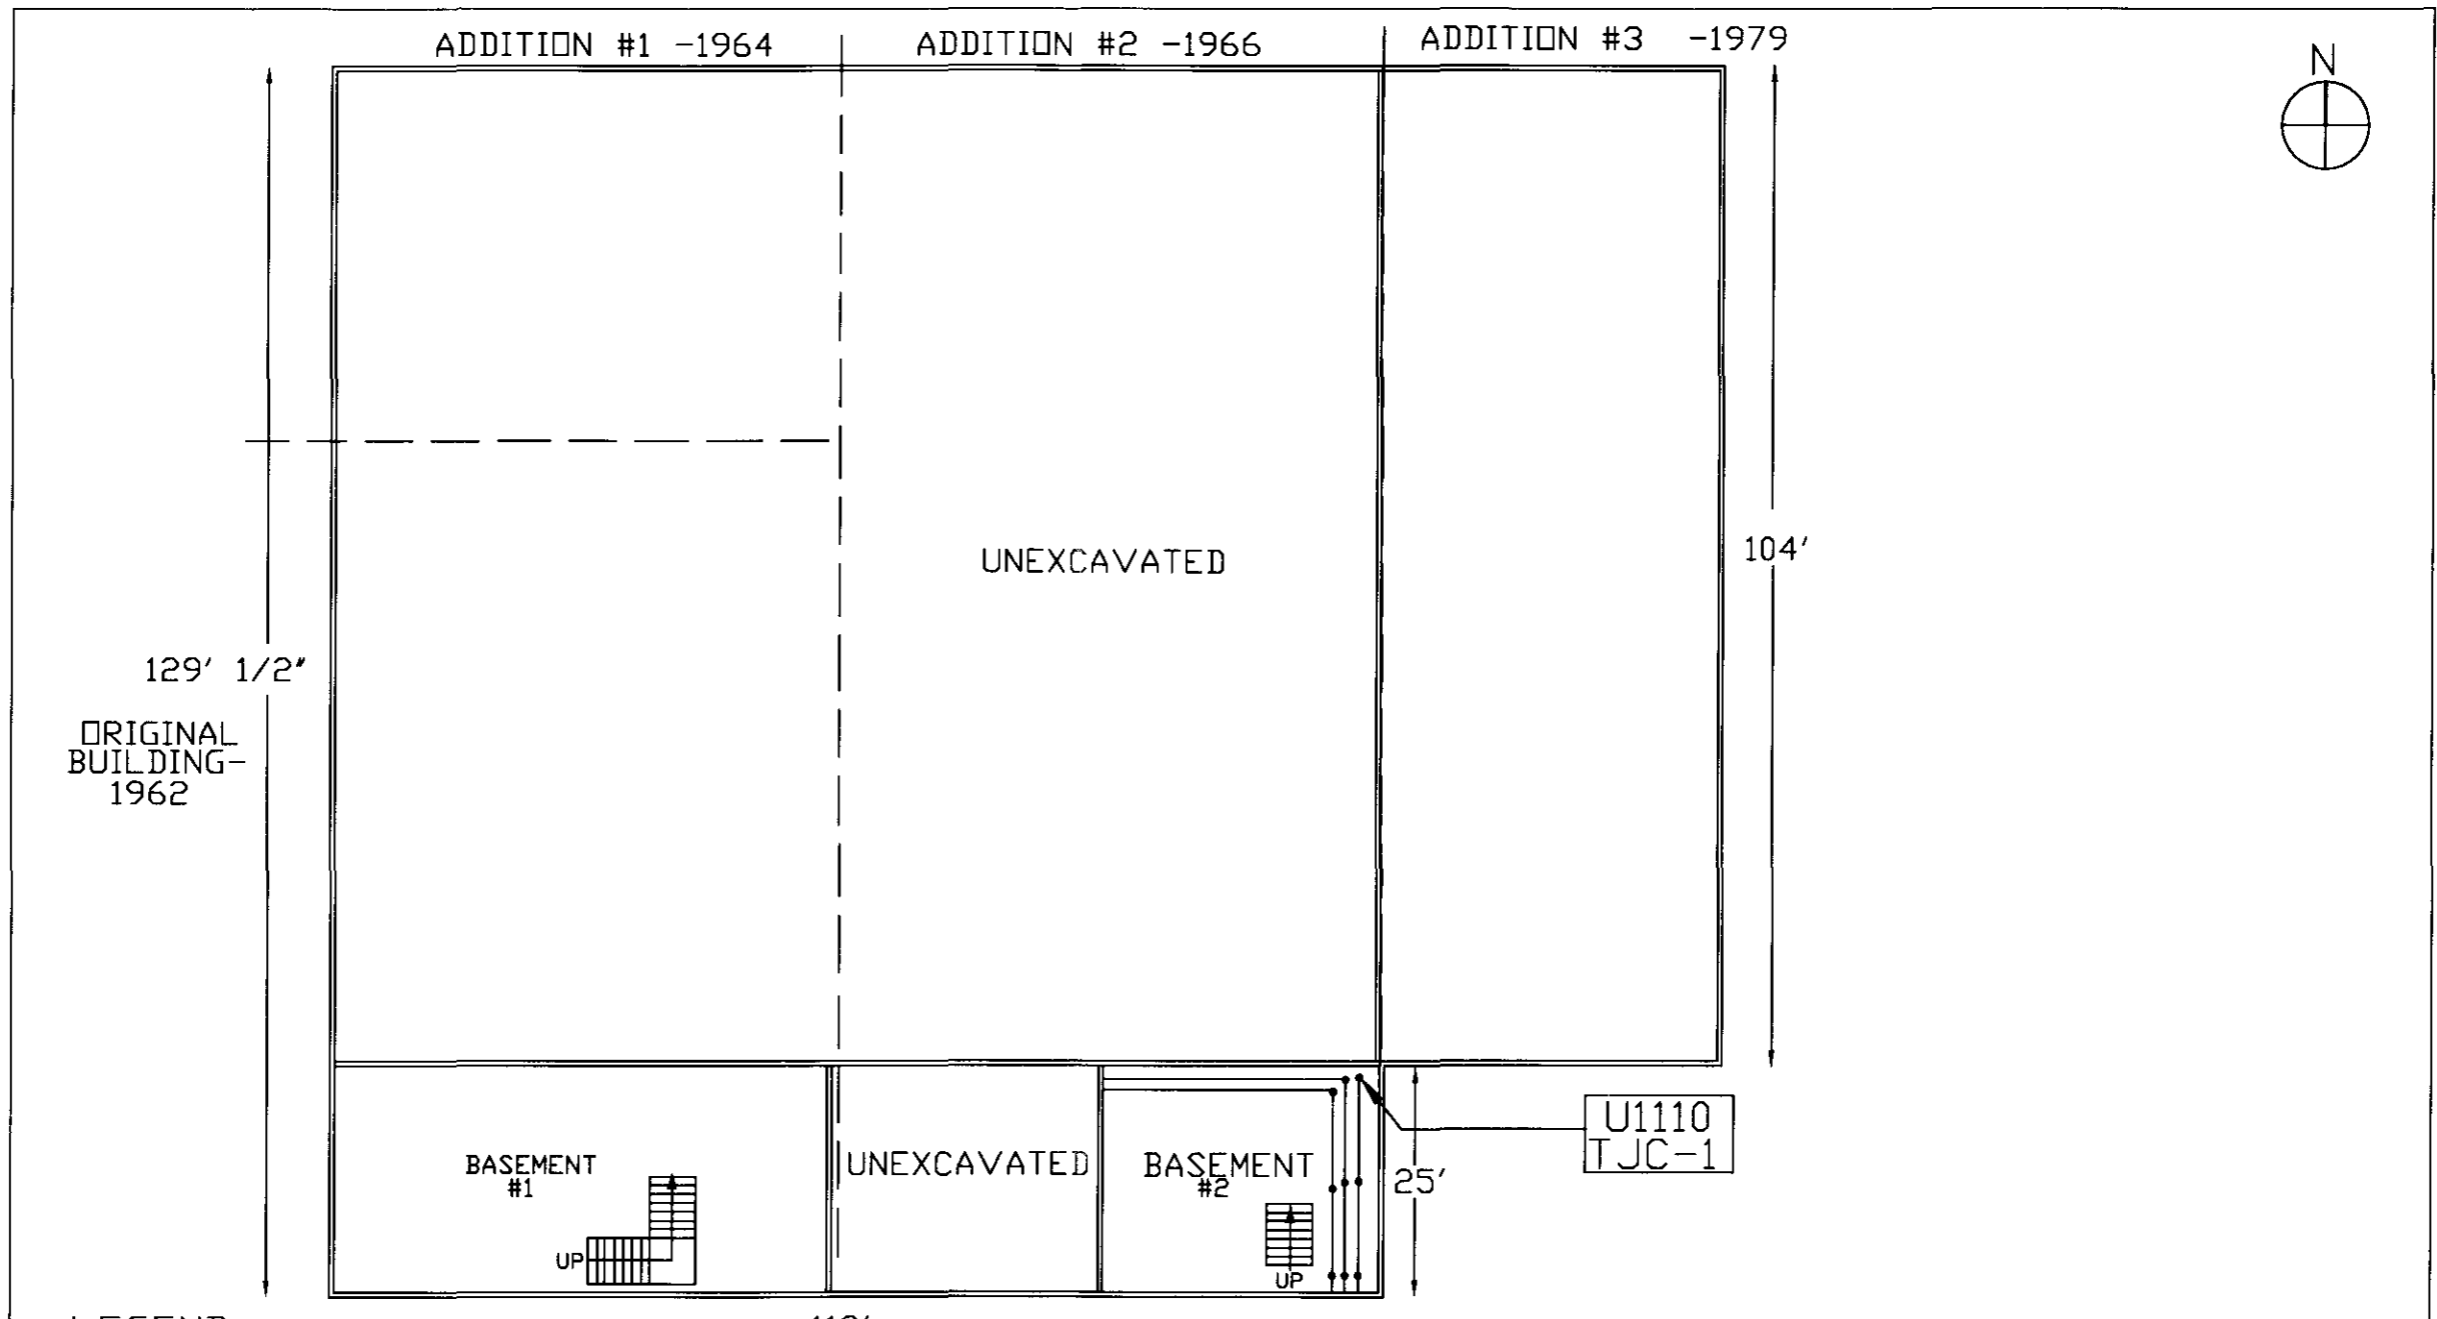 ADDITION #1 -1964
ADDITION #2 -1966
ADDITION #3 -1979
N
UNEXCAVATED
104'
129' 1/2"
ORIGINAL
BUILDING-
1962
U1110
TJC-1
BASEMENT
#1
UNEXCAVATED
BASEMENT
#2
25'
UP
UP
LEGEND